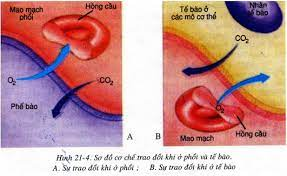 Mao mạch
phổi
Hồng cầu
O2
CO2
Phế bào
A
Tế bào ở
các mô cơ thể
Nhân
tế bào
CO2
O2
Mao mạch
Hồng cầu
B
Hình 21-4. Sơ đồ cơ chế trao đổi khí ở phổi và tế bào.
A. Sự trao đổi khí ở phổi ; B. Sự trao đổi khí ở tế bào